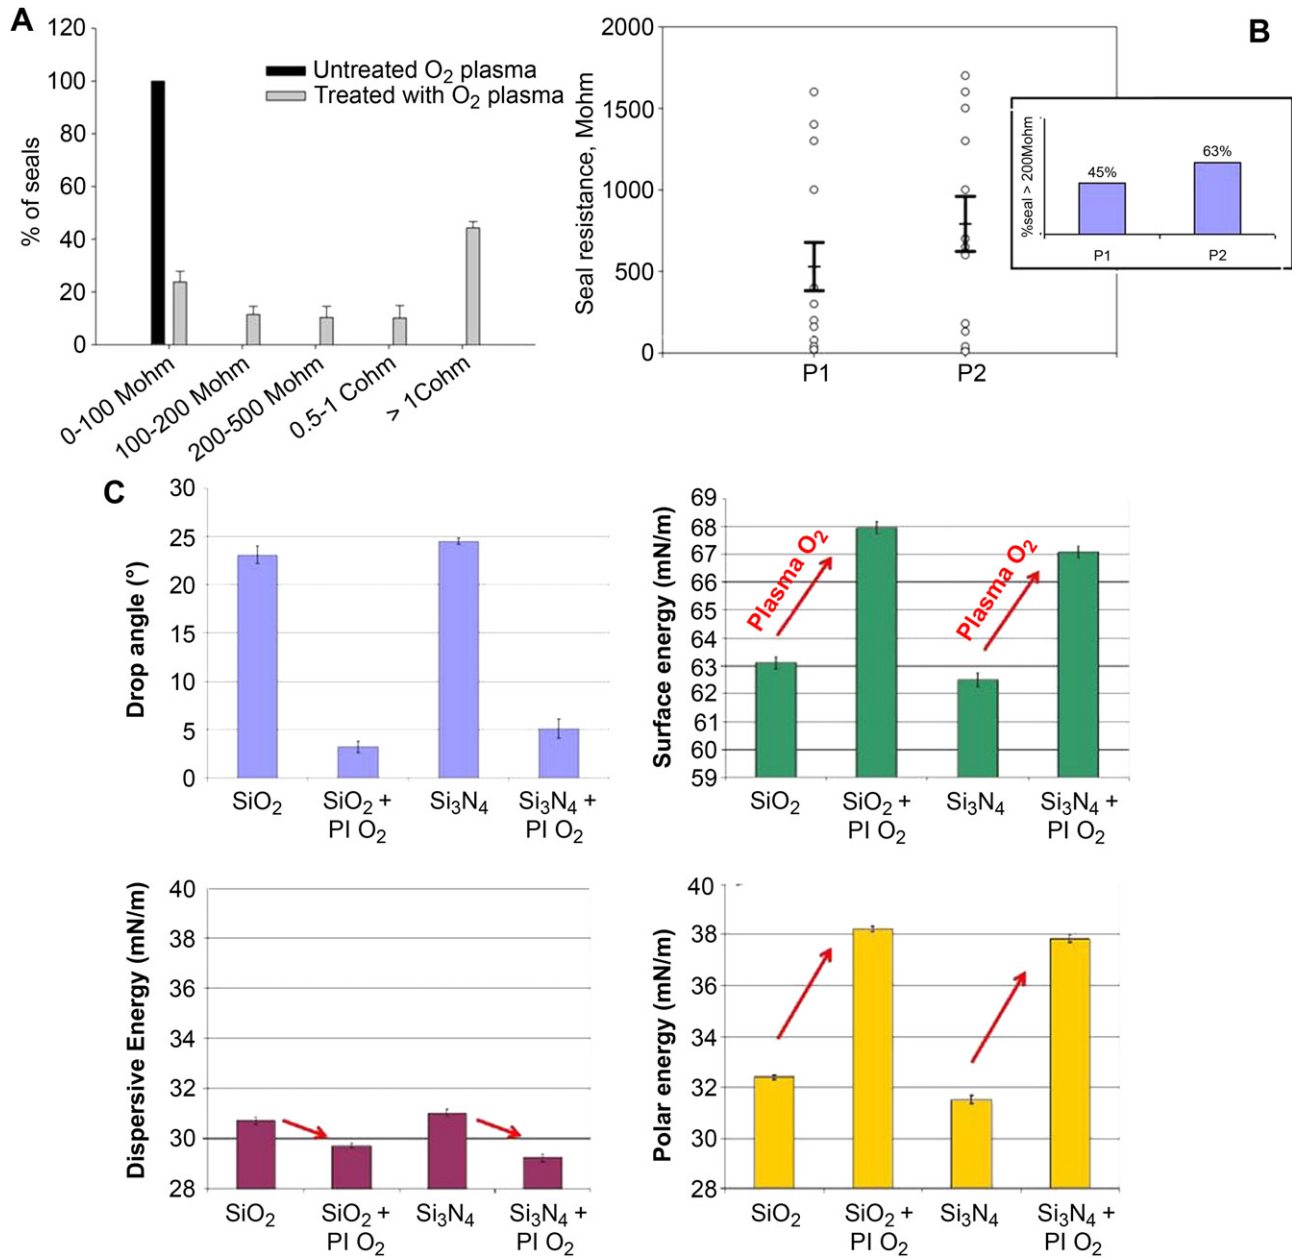 A
120
100
80
60
40
20
0
% of seals
Untreated O₂ plasma
Treated with O₂ plasma
0-100 Mohm
100-200 Mohm
200-500 Mohm
0.5-1 Cohm
> 1Cohm
B
2000
1500
1000
500
0
Seal resistance, Mohm
P1
P2
%seal > 200Mohm
45%
63%
P1
P2
C
30
25
20
15
10
5
0
Drop angle (°)
SiO₂
SiO₂ +
PI O₂
Si₃N₄
Si₃N₄ +
PI O₂
69
68
67
66
65
64
63
62
61
60
59
Surface energy (mN/m)
Plasma O₂
Plasma O₂
SiO₂
SiO₂ +
PI O₂
Si₃N₄
Si₃N₄ +
PI O₂
40
38
36
34
32
30
28
Dispersive Energy (mN/m)
SiO₂
SiO₂ +
PI O₂
Si₃N₄
Si₃N₄ +
PI O₂
40
38
36
34
32
30
28
Polar energy (mN/m)
SiO₂
SiO₂ +
PI O₂
Si₃N₄
Si₃N₄ +
PI O₂